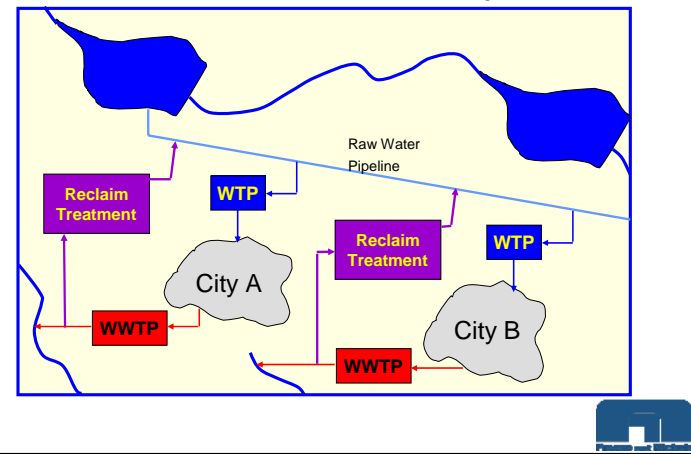 Raw Water
Pipeline
Reclaim
Treatment
WTP
Reclaim
Treatment
WTP
City A
City B
WWTP
WWTP